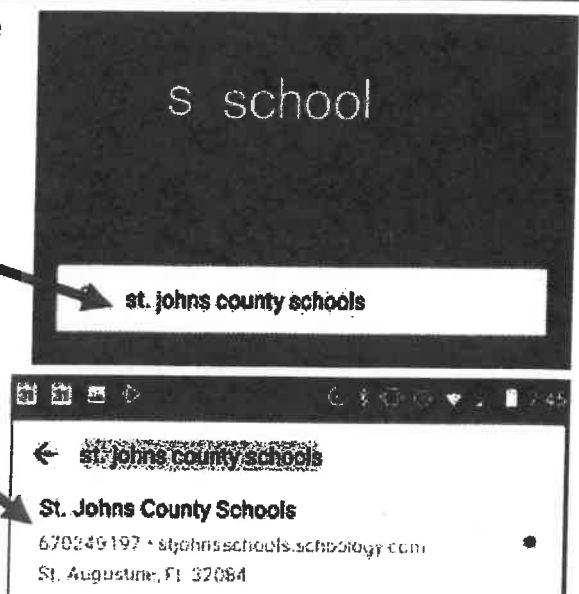 s school
st. johns county schools
st. johns county schools
St. Johns County Schools
670249197 • stjohnsschools.schoology.com
St. Augustine, FL 32084